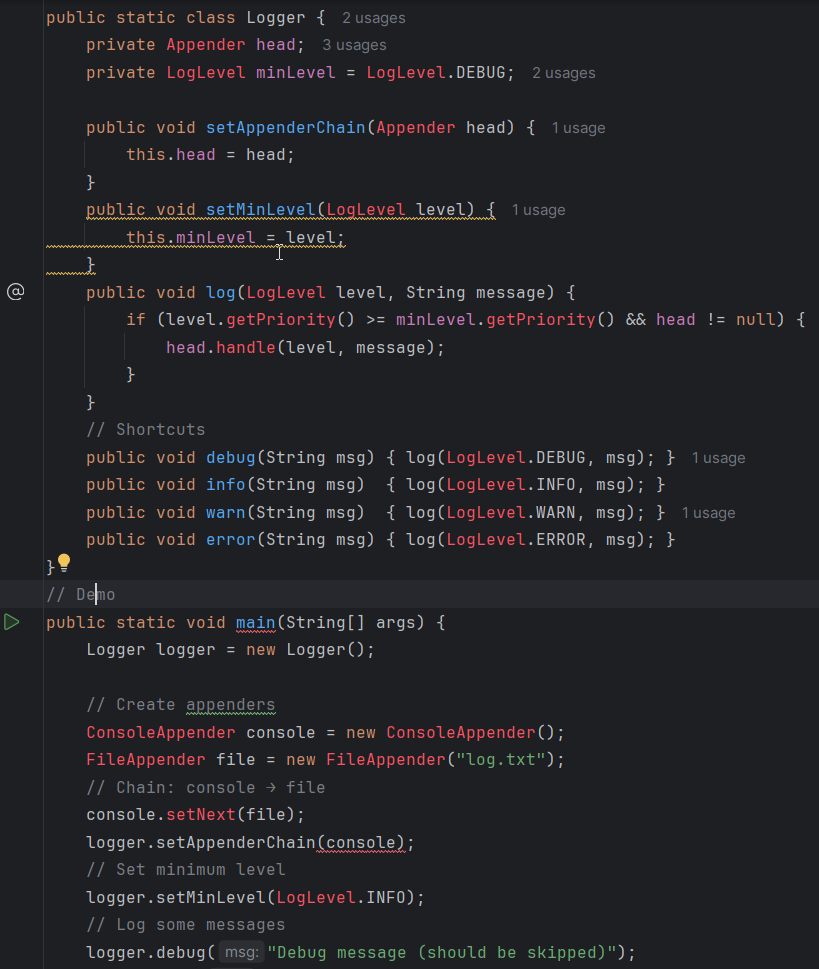 public static class Logger { 2 usages
    private Appender head; 3 usages
    private LogLevel minLevel = LogLevel.DEBUG; 2 usages

    public void setAppenderChain(Appender head) { 1 usage
        this.head = head;
    }
    public void setMinLevel(LogLevel level) { 1 usage
        this.minLevel = level;
    }
    public void log(LogLevel level, String message) {
        if (level.getPriority() >= minLevel.getPriority() && head != null) {
            head.handle(level, message);
        }
    }
    // Shortcuts
    public void debug(String msg) { log(LogLevel.DEBUG, msg); } 1 usage
    public void info(String msg)  { log(LogLevel.INFO, msg); }
    public void warn(String msg)  { log(LogLevel.WARN, msg); } 1 usage
    public void error(String msg) { log(LogLevel.ERROR, msg); }
}
// Demo
public static void main(String[] args) {
    Logger logger = new Logger();

    // Create appenders
    ConsoleAppender console = new ConsoleAppender();
    FileAppender file = new FileAppender("log.txt");
    // Chain: console → file
    console.setNext(file);
    logger.setAppenderChain(console);
    // Set minimum level
    logger.setMinLevel(LogLevel.INFO);
    // Log some messages
    logger.debug( msg: "Debug message (should be skipped)");